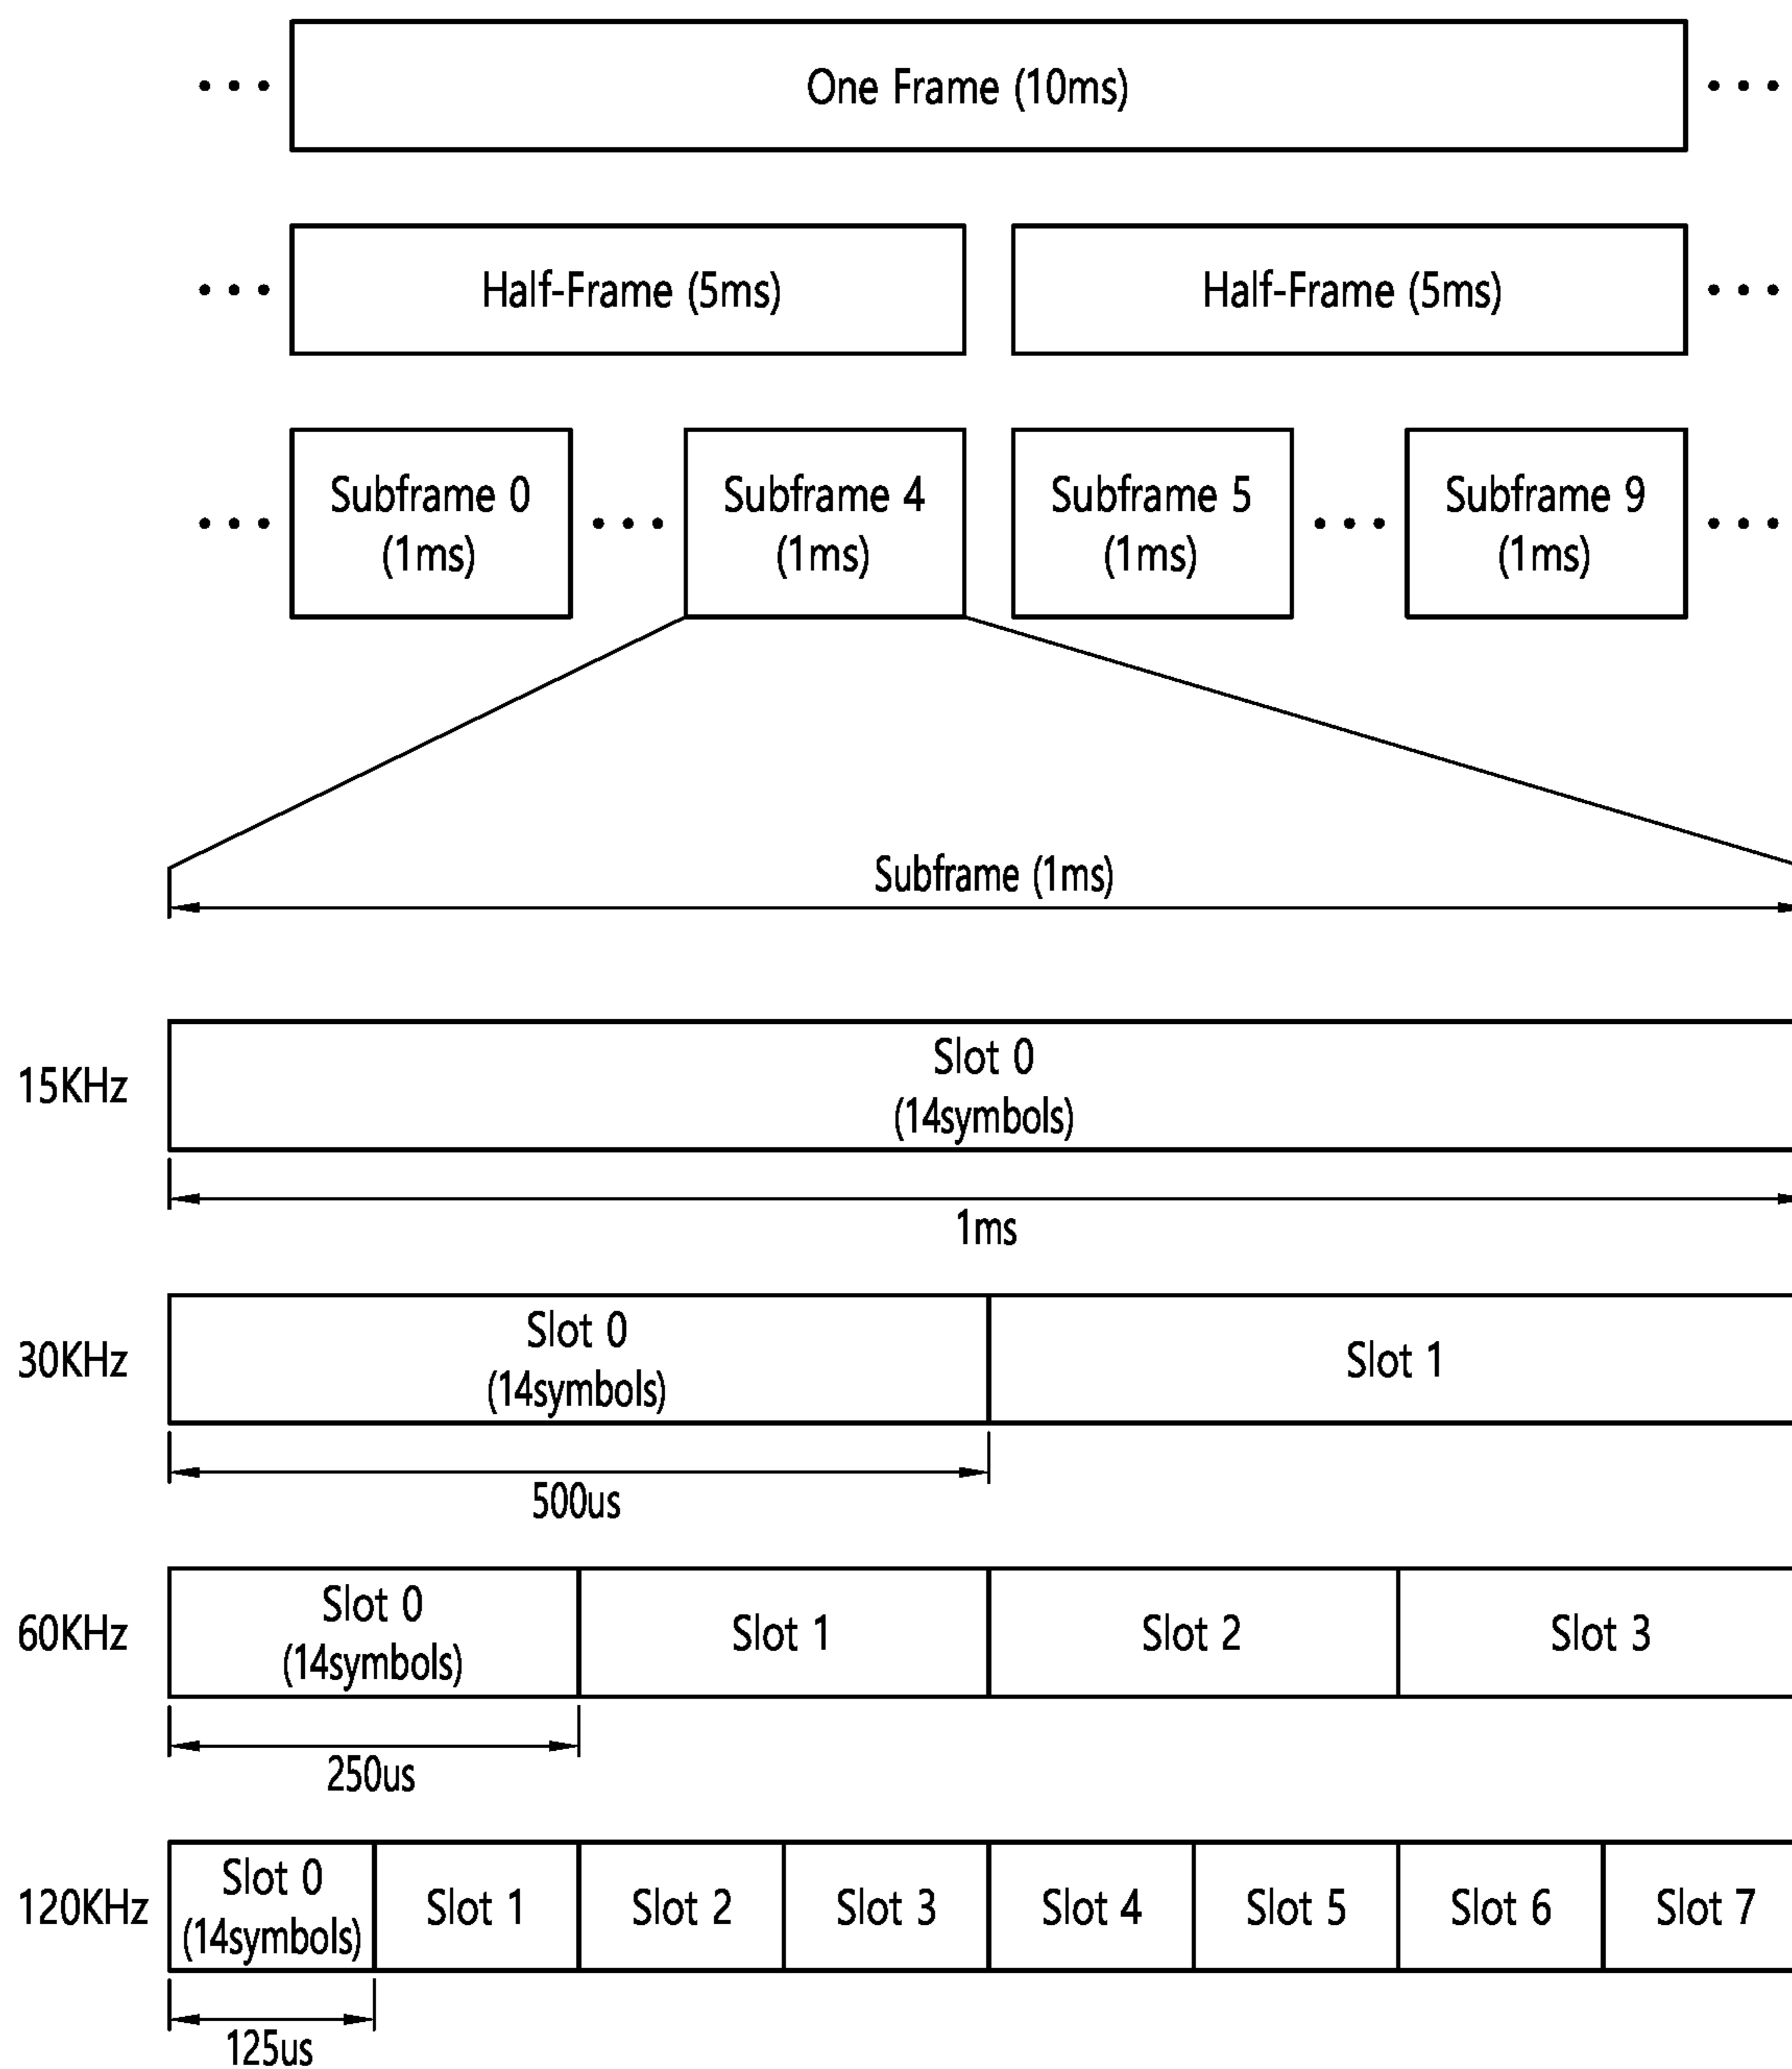 One Frame (10ms)
Half-Frame (5ms) Half-Frame (5ms)
Subframe 0 Subframe 4 Subframe 5 Subframe 9
(1ms) (1ms) (1ms) (1ms)
Subframe (1ms)
15KHz
Slot 0
(14symbols)
1ms
30KHz
Slot 0
(14symbols)
Slot 1
500us
60KHz
Slot 0
(14symbols)
Slot 1
Slot 2
Slot 3
250us
120KHz
Slot 0
(14symbols)
Slot 1
Slot 2
Slot 3
Slot 4
Slot 5
Slot 6
Slot 7
125us